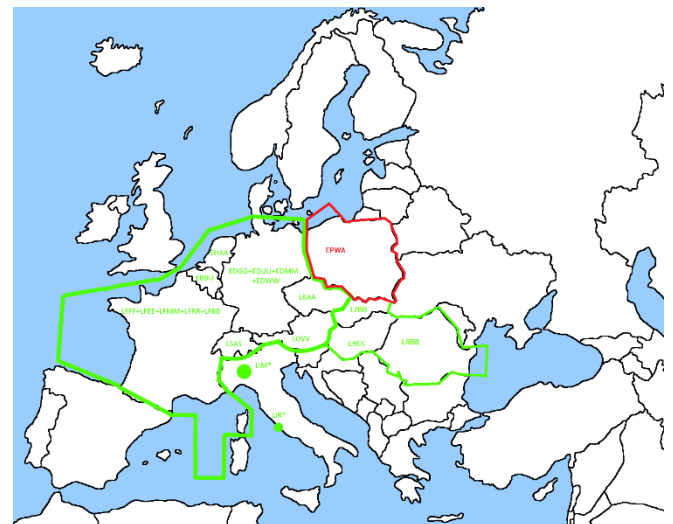 EPWA
EHAA
EBBU
EDGG+EDUU+EDMM
+EDWW
LKAA
LZBB
LFFF+LFEE+LFMM+LFRR+LFBB
LSAS
LOVV
LHCC
LRBB
LIM*
LIR*